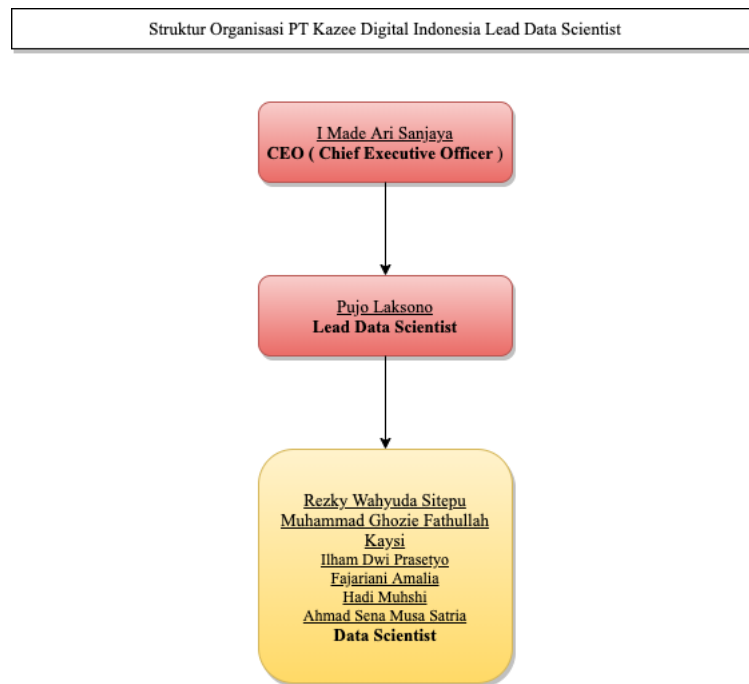 Struktur Organisasi PT Kazee Digital Indonesia Lead Data Scientist
I Made Ari Sanjaya
CEO ( Chief Executive Officer )
Pujo Laksono
Lead Data Scientist
Rezky Wahyuda Sitepu
Muhammad Ghozie Fathullah
Kaysi
Ilham Dwi Prasetyo
Fajariani Amalia
Hadi Muhshi
Ahmad Sena Musa Satria
Data Scientist